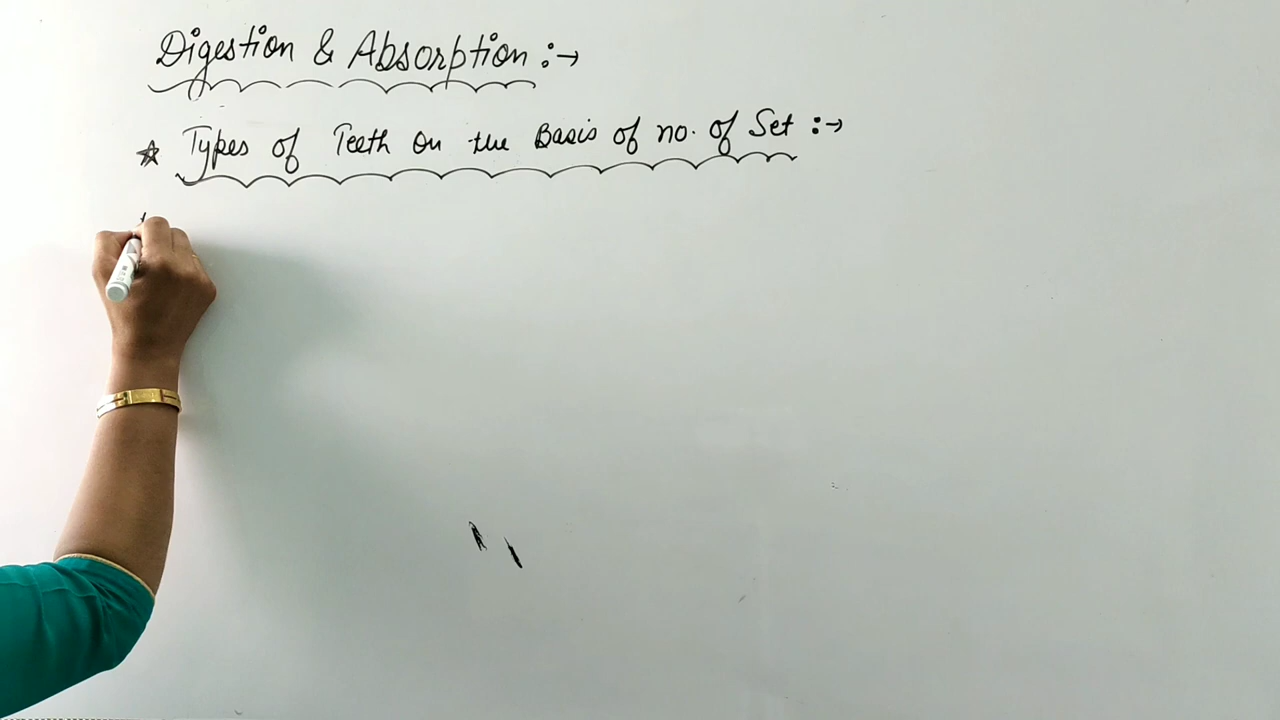 Digestion & Absorption :→
☆ Types of Teeth on the Basis of no. of Set :→